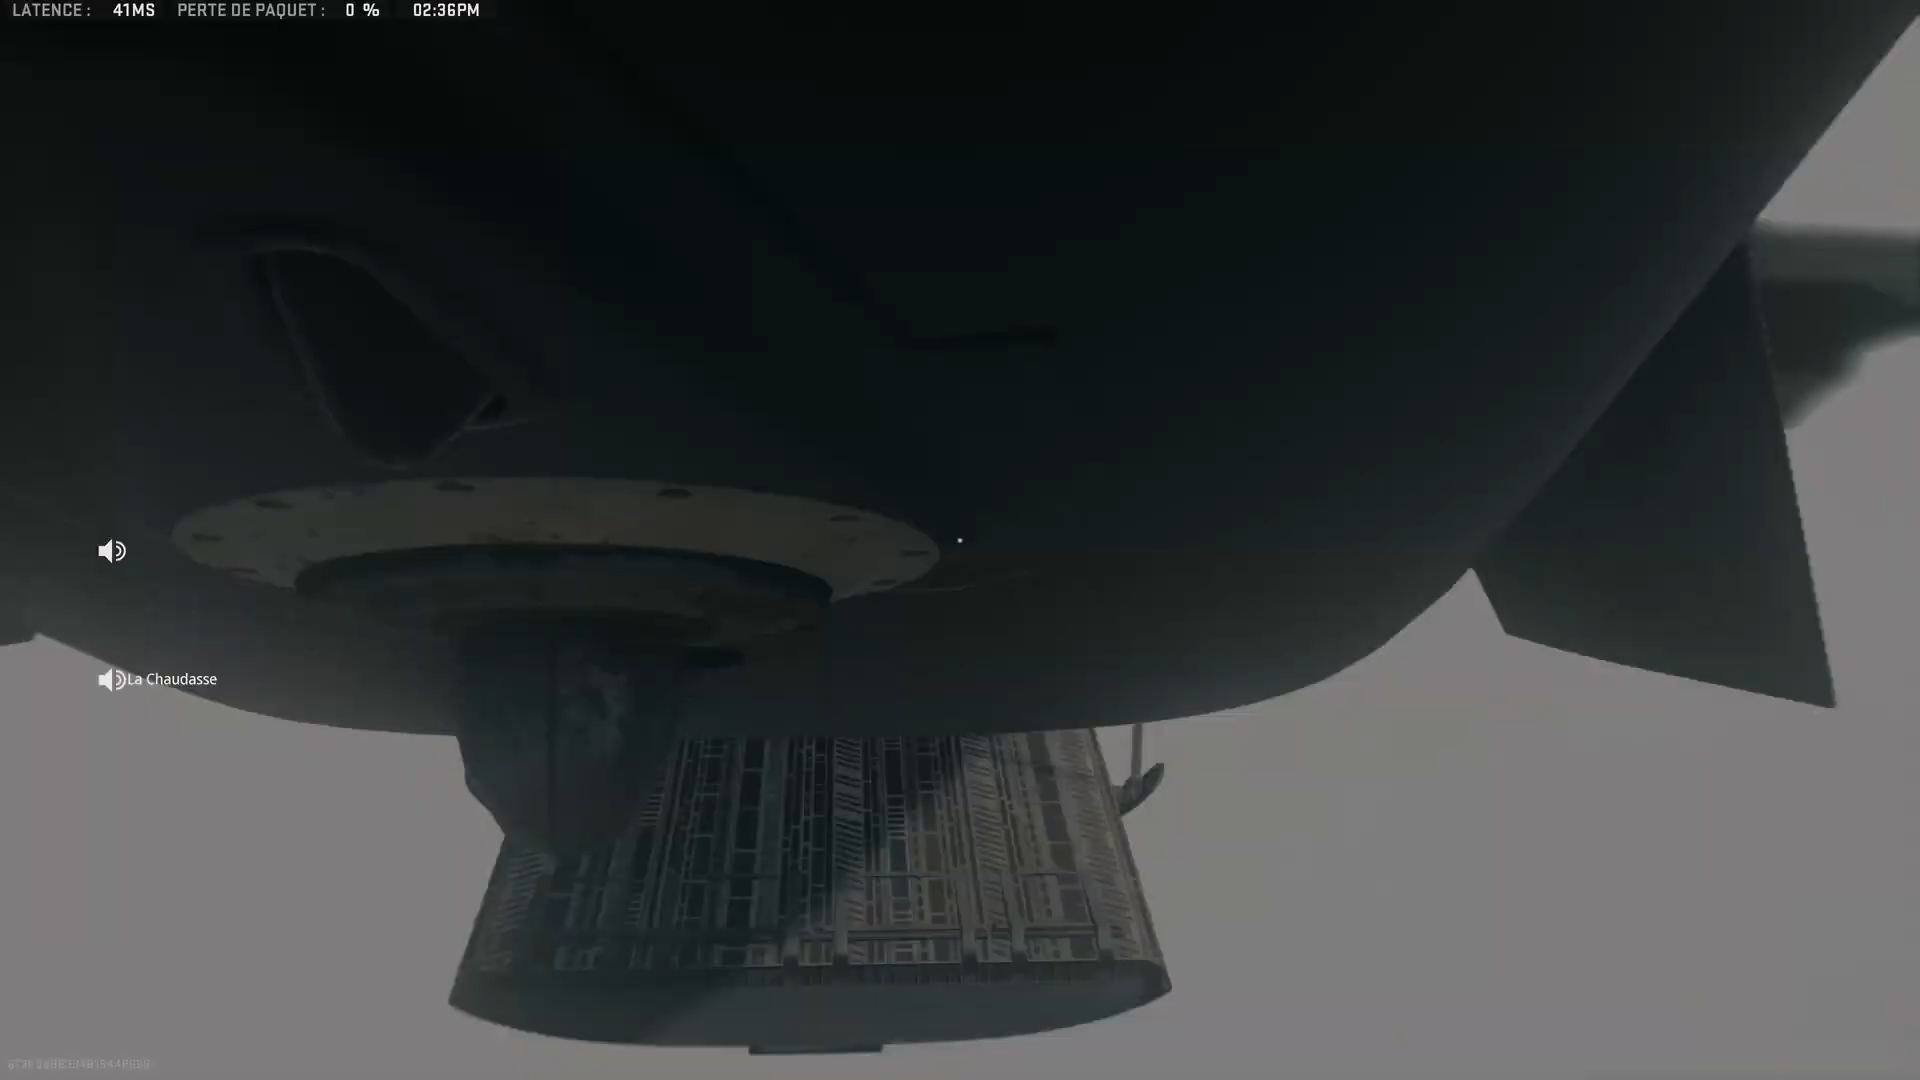 LATENCE : 41MS PERTE DE PAQUET : 0 % 02:36PM
La Chaudasse